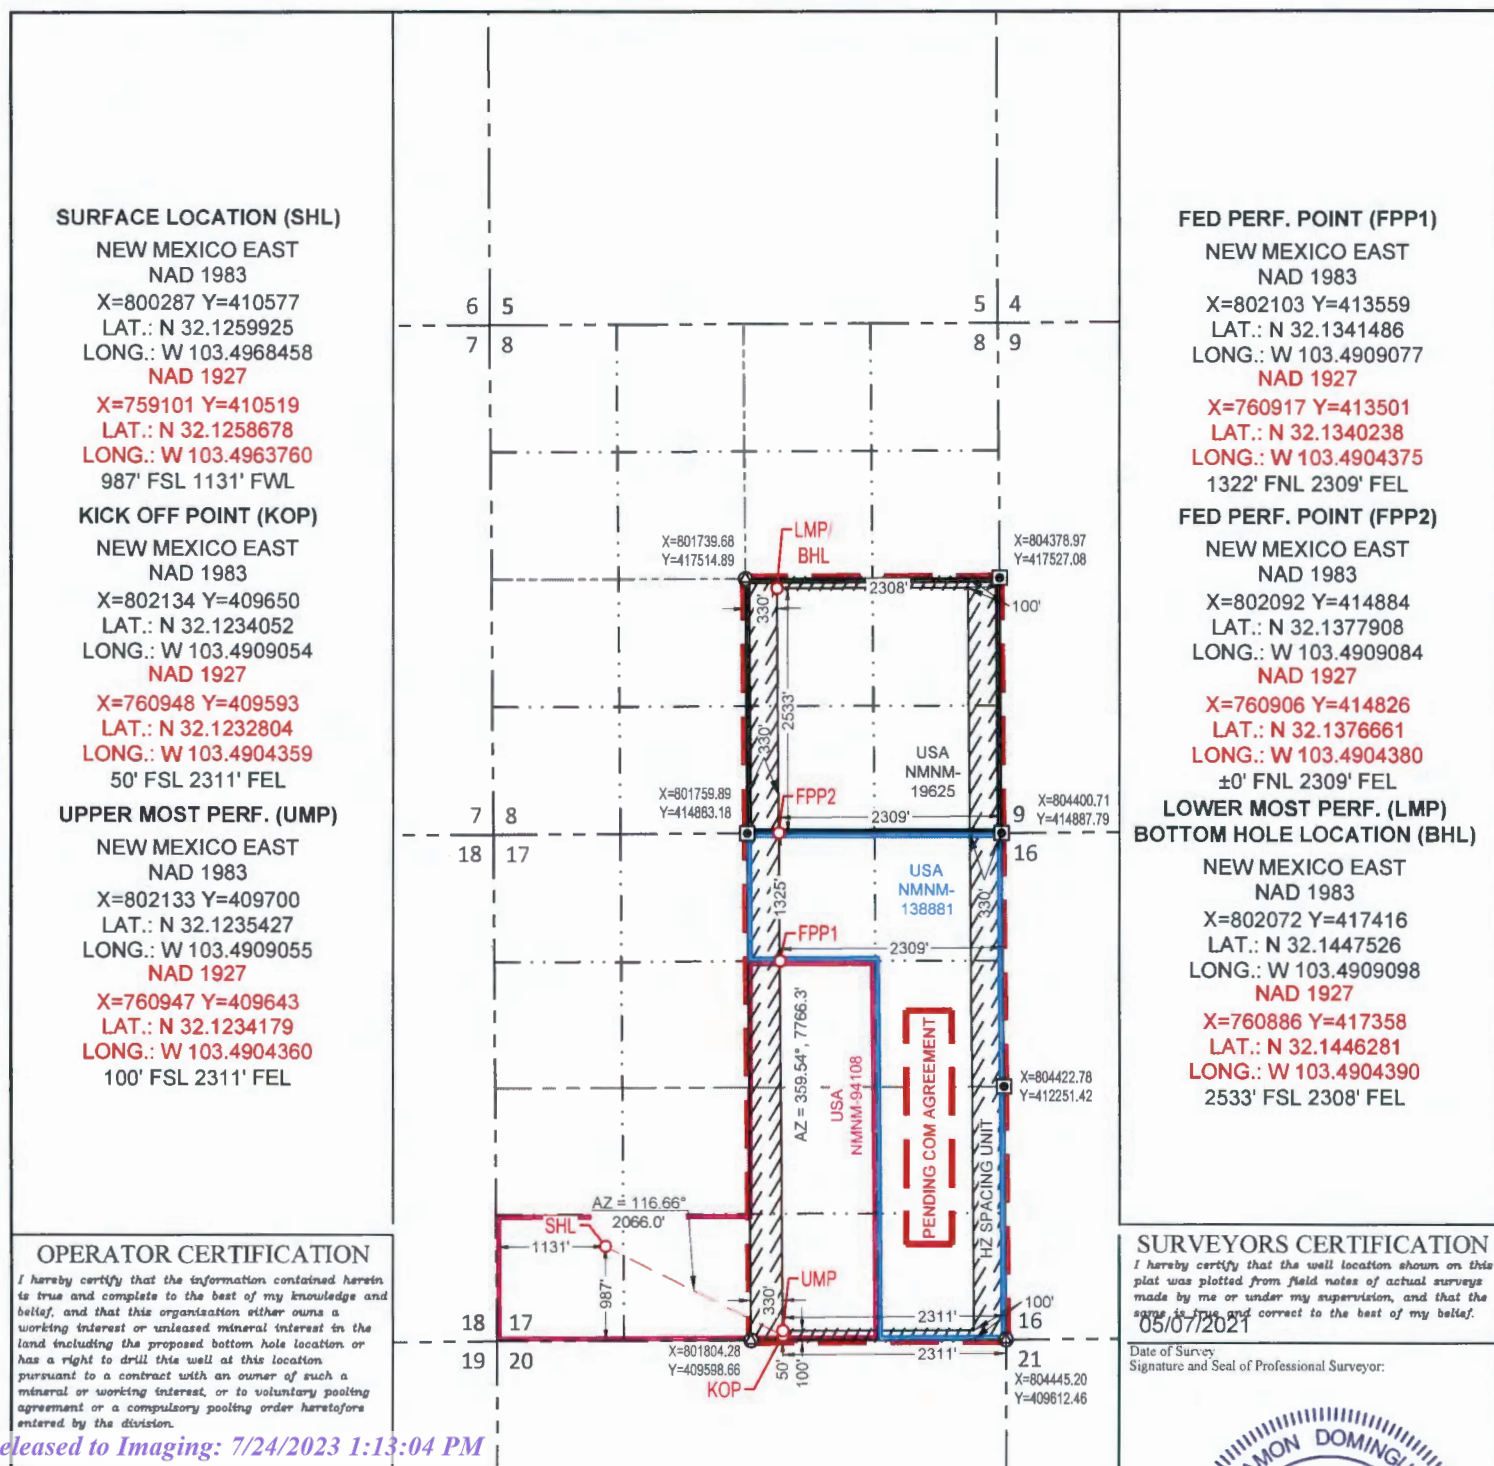 SURFACE LOCATION (SHL)
NEW MEXICO EAST
NAD 1983
X=800287 Y=410577
LAT.: N 32.1259925
LONG.: W 103.4968458
NAD 1927
X=759101 Y=410519
LAT.: N 32.1258678
LONG.: W 103.4963760
987' FSL 1131' FWL
KICK OFF POINT (KOP)
NEW MEXICO EAST
NAD 1983
X=802134 Y=409650
LAT.: N 32.1234052
LONG.: W 103.4909054
NAD 1927
X=760948 Y=409593
LAT.: N 32.1232804
LONG.: W 103.4904359
50' FSL 2311' FEL
UPPER MOST PERF. (UMP)
NEW MEXICO EAST
NAD 1983
X=802133 Y=409700
LAT.: N 32.1235427
LONG.: W 103.4909055
NAD 1927
X=760947 Y=409643
LAT.: N 32.1234179
LONG.: W 103.4904360
100' FSL 2311' FEL
OPERATOR CERTIFICATION
I hereby certify that the information contained herein
is true and complete to the best of my knowledge and
belief, and that this organization either owns a
working interest or unleased mineral interest in the
land including the proposed bottom hole location or
has a right to drill this well at this location
pursuant to a contract with an owner of such a
mineral or working interest, or to voluntary pooling
agreement or a compulsory pooling order heretofore
entered by the division.
eleased to Imaging: 7/24/2023 1:13:04 PM
6 5
7 8
5 4
8 9
X=801739.68
Y=417514.89
LMP/
BHL
X=804378.97
Y=417527.08
2308'
100'
330'
2533'
330'
USA
NMNM-
19625
X=801759.89
Y=414883.18
FPP2
2309'
X=804400.71
Y=414887.79
7 8
18 17
9
16
USA
NMNM-
138881
1325'
330'
FPP1
2309'
AZ = 359.54°, 7766.3'
USA
NMNM-94108
PENDING COM AGREEMENT
HZ SPACING UNIT
X=804422.78
Y=412251.42
AZ = 116.66°
2066.0'
SHL
1131'
987'
UMP
330'
2311'
100'
18 17
19 20
16
21
X=801804.28
Y=409598.66
KOP
50'
100'
2311'
X=804445.20
Y=409612.46
FED PERF. POINT (FPP1)
NEW MEXICO EAST
NAD 1983
X=802103 Y=413559
LAT.: N 32.1341486
LONG.: W 103.4909077
NAD 1927
X=760917 Y=413501
LAT.: N 32.1340238
LONG.: W 103.4904375
1322' FNL 2309' FEL
FED PERF. POINT (FPP2)
NEW MEXICO EAST
NAD 1983
X=802092 Y=414884
LAT.: N 32.1377908
LONG.: W 103.4909084
NAD 1927
X=760906 Y=414826
LAT.: N 32.1376661
LONG.: W 103.4904380
±0' FNL 2309' FEL
LOWER MOST PERF. (LMP)
BOTTOM HOLE LOCATION (BHL)
NEW MEXICO EAST
NAD 1983
X=802072 Y=417416
LAT.: N 32.1447526
LONG.: W 103.4909098
NAD 1927
X=760886 Y=417358
LAT.: N 32.1446281
LONG.: W 103.4904390
2533' FSL 2308' FEL
SURVEYORS CERTIFICATION
I hereby certify that the well location shown on this
plat was plotted from field notes of actual surveys
made by me or under my supervision, and that the
same is true and correct to the best of my belief.
05/07/2021
Date of Survey
Signature and Seal of Professional Surveyor: